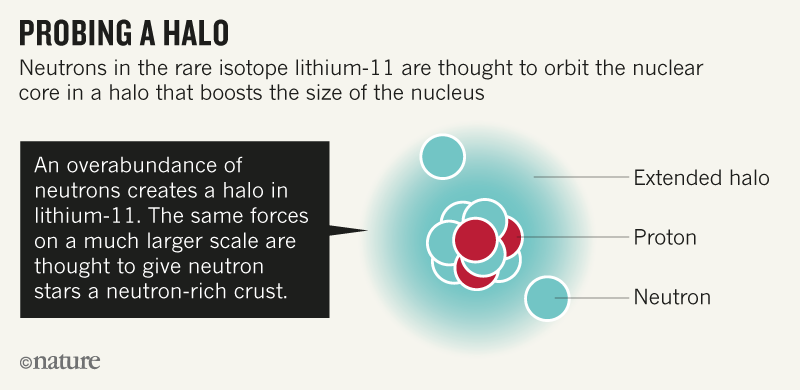 PROBING A HALO
Neutrons in the rare isotope lithium-11 are thought to orbit the nuclear
core in a halo that boosts the size of the nucleus
An overabundance of
neutrons creates a halo in
lithium-11. The same forces
on a much larger scale are
thought to give neutron
stars a neutron-rich crust.
Extended halo
Proton
Neutron
©nature